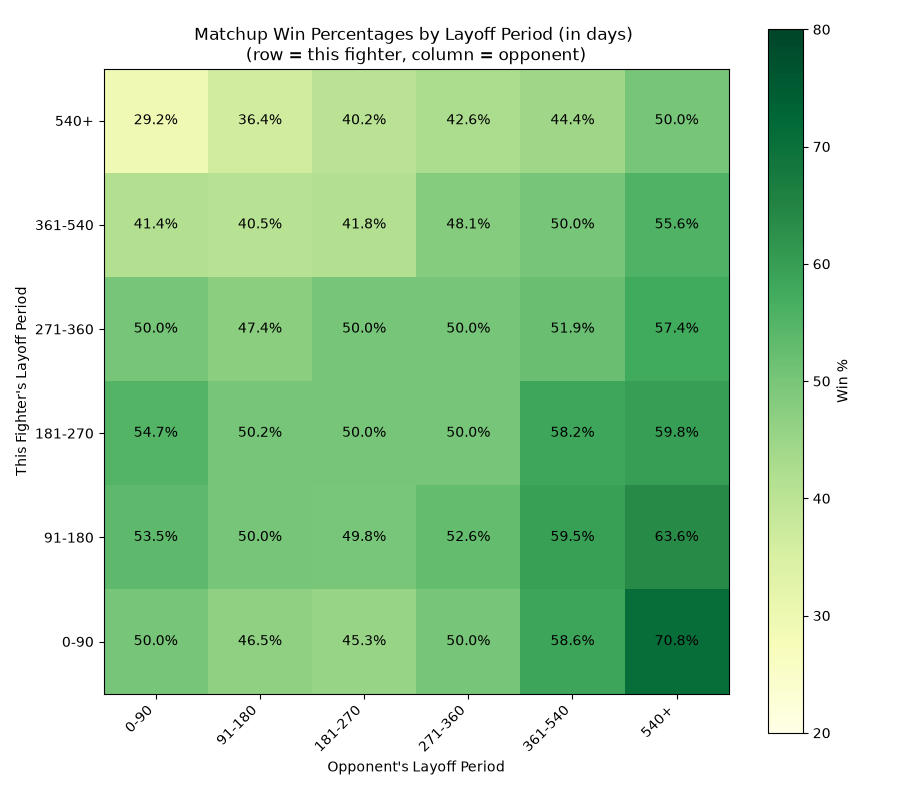 Matchup Win Percentages by Layoff Period (in days)
(row = this fighter, column = opponent)
This Fighter's Layoff Period
540+ 29.2% 36.4% 40.2% 42.6% 44.4% 50.0%
361-540 41.4% 40.5% 41.8% 48.1% 50.0% 55.6%
271-360 50.0% 47.4% 50.0% 50.0% 51.9% 57.4%
181-270 54.7% 50.2% 50.0% 50.0% 58.2% 59.8%
91-180 53.5% 50.0% 49.8% 52.6% 59.5% 63.6%
0-90 50.0% 46.5% 45.3% 50.0% 58.6% 70.8%
0-90 91-180 181-270 271-360 361-540 540+
Opponent's Layoff Period
80
70
60
50
40
30
20
Win %